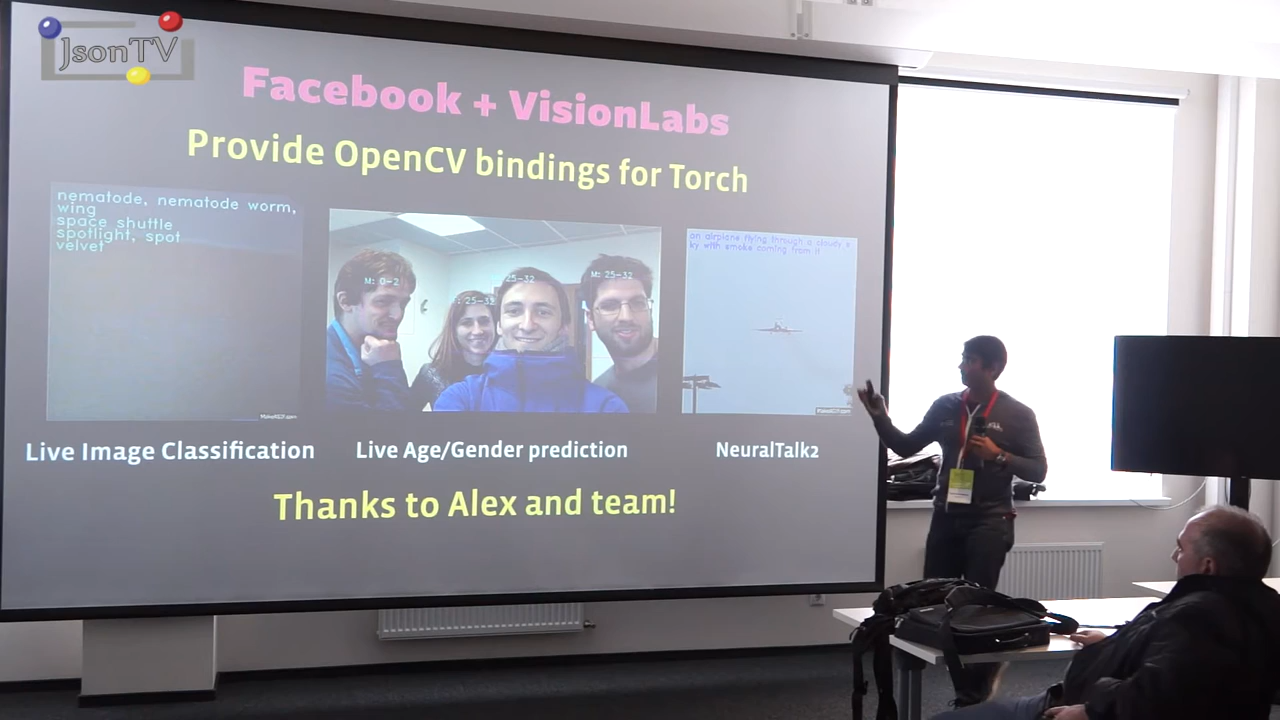 JsonTV
Facebook + VisionLabs
Provide OpenCV bindings for Torch
nematode, nematode worm,
wing
space shuttle
spotlight, spot
velvet
M: 0-2
: 25-32
25-32
M: 25-32
an airplane flying through a cloudy s
ky with smoke coming from it
Live Image Classification
Live Age/Gender prediction
NeuralTalk2
Thanks to Alex and team!